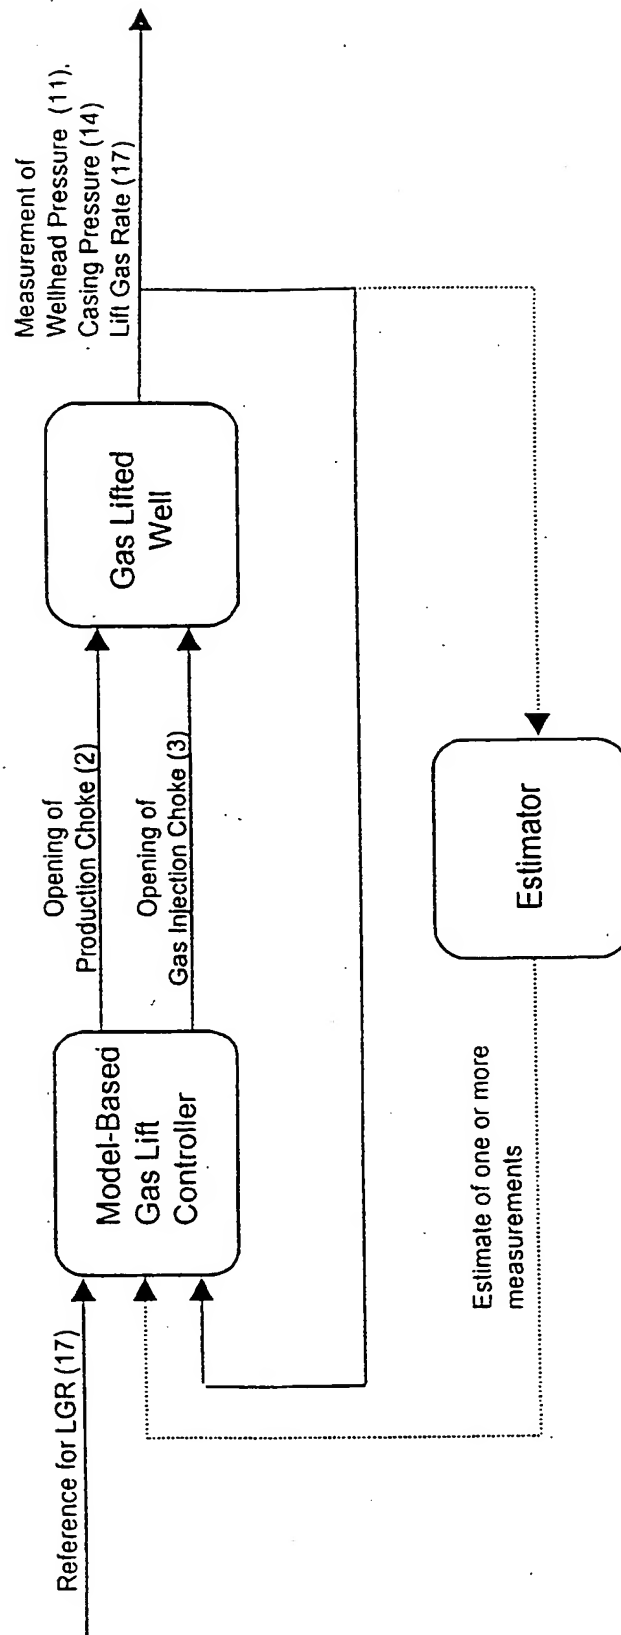 Reference for LGR (17)
Model-Based
Gas Lift
Controller
Opening of
Production Choke (2)
Opening of
Gas Injection Choke (3)
Gas Lifted
Well
Measurement of
Wellhead Pressure (11),
Casing Pressure (14)
Lift Gas Rate (17)
Estimate of one or more
measurements
Estimator